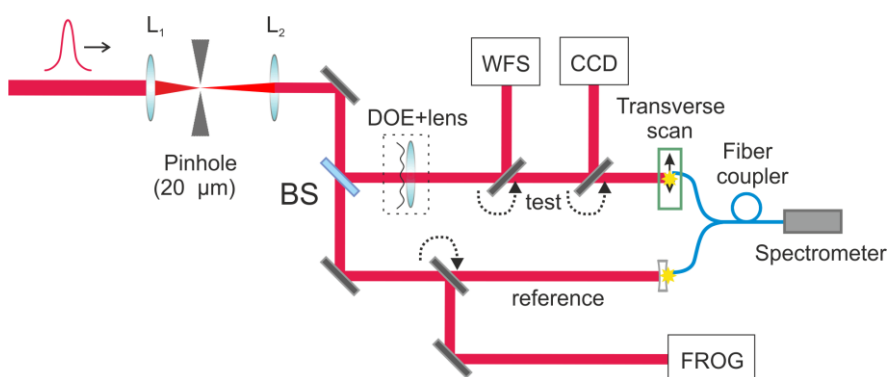 L₁
L₂
Pinhole
(20 µm)
BS
DOE+lens
WFS
CCD
test
Transverse
scan
Fiber
coupler
Spectrometer
reference
FROG